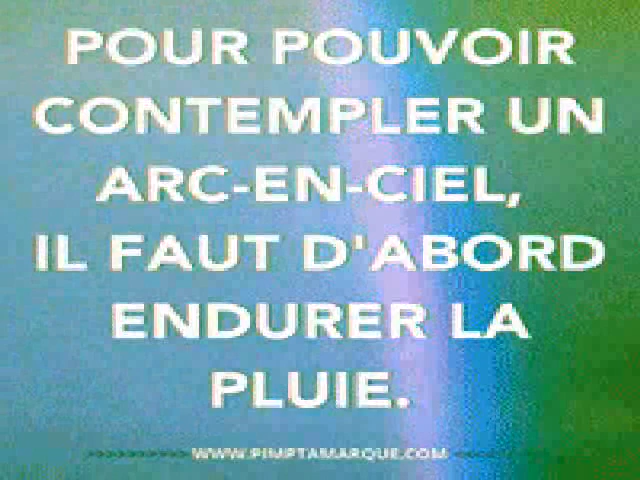 POUR POUVOIR
CONTEMPLER UN
ARC-EN-CIEL,
IL FAUT D'ABORD
ENDURER LA
PLUIE.
>>>>>>>>>>>> WWW.PIMPTAMARQUE.COM <<<<<<<<<<<<